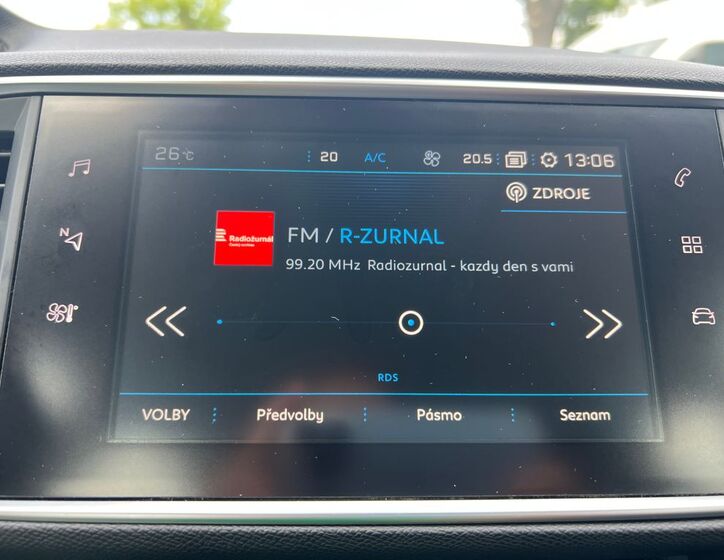 26°C 20 A/C 20.5 13:06
ZDROJE
N
Radiožurnál
FM / R-ZURNAL
99.20 MHz Radiozurnal - kazdy den s vami
RDS
VOLBY Předvolby Pásmo Seznam